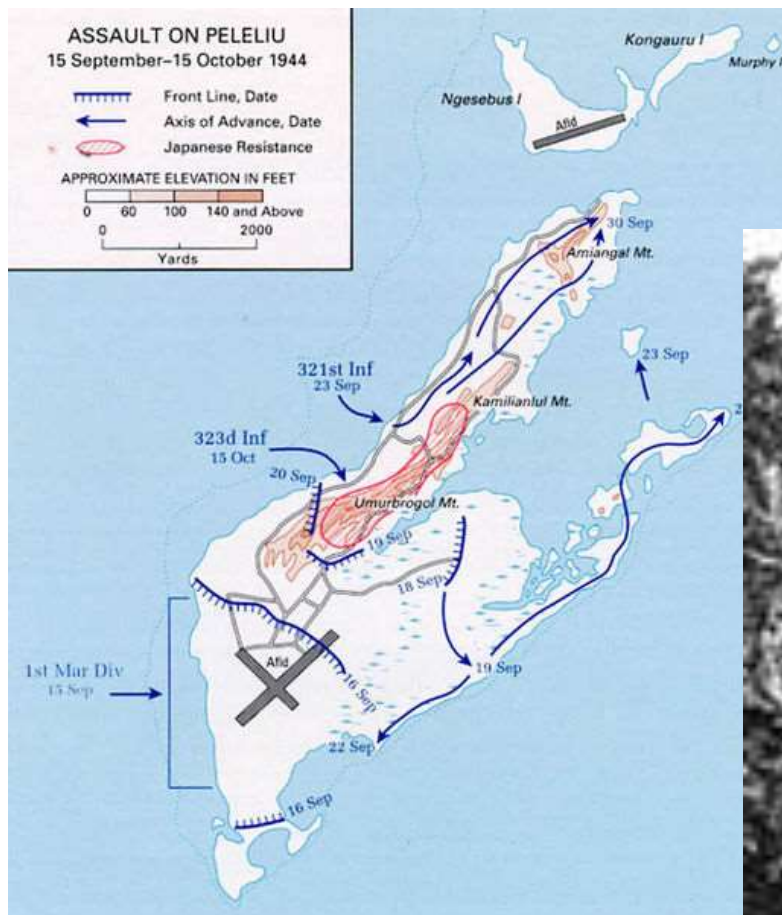 ASSAULT ON PELELIU
15 September–15 October 1944
Front Line, Date
Axis of Advance, Date
Japanese Resistance
APPROXIMATE ELEVATION IN FEET
0 60 100 140 and Above
0 2000
Yards
Kongauru I
Murphy
Ngesebus I
Afld
30 Sep
Amiangal Mt.
321st Inf
23 Sep
23 Sep
Kamilianlul Mt.
323d Inf
15 Oct
20 Sep
Umurbrogol Mt.
19 Sep
18 Sep
1st Mar Div
15 Sep
Afld
16 Sep
19 Sep
22 Sep
16 Sep